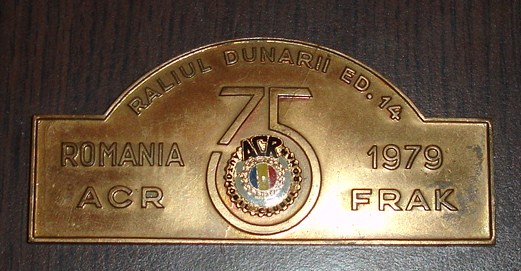 RALIUL DUNARII ED. 14
75
ROMANIA
ACR
ACR
1979
FRAK